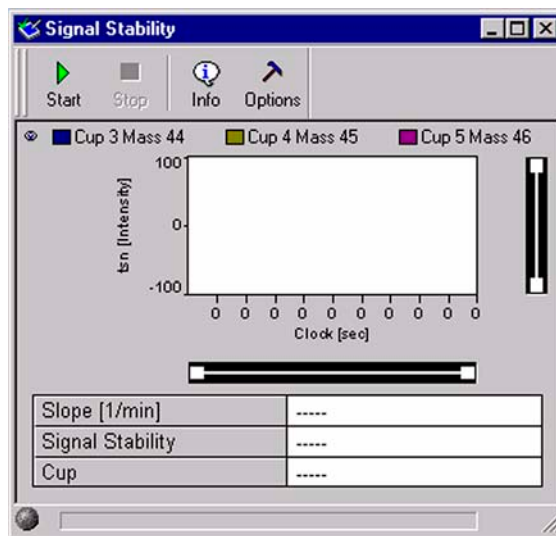 Signal Stability
Start Stop Info Options
Cup 3 Mass 44 Cup 4 Mass 45 Cup 5 Mass 46
100
tsn [Intensity]
0
-100
0 0 0 0 0 0 0 0 0 0
Clock [sec]
Slope [1/min] -----
Signal Stability -----
Cup -----